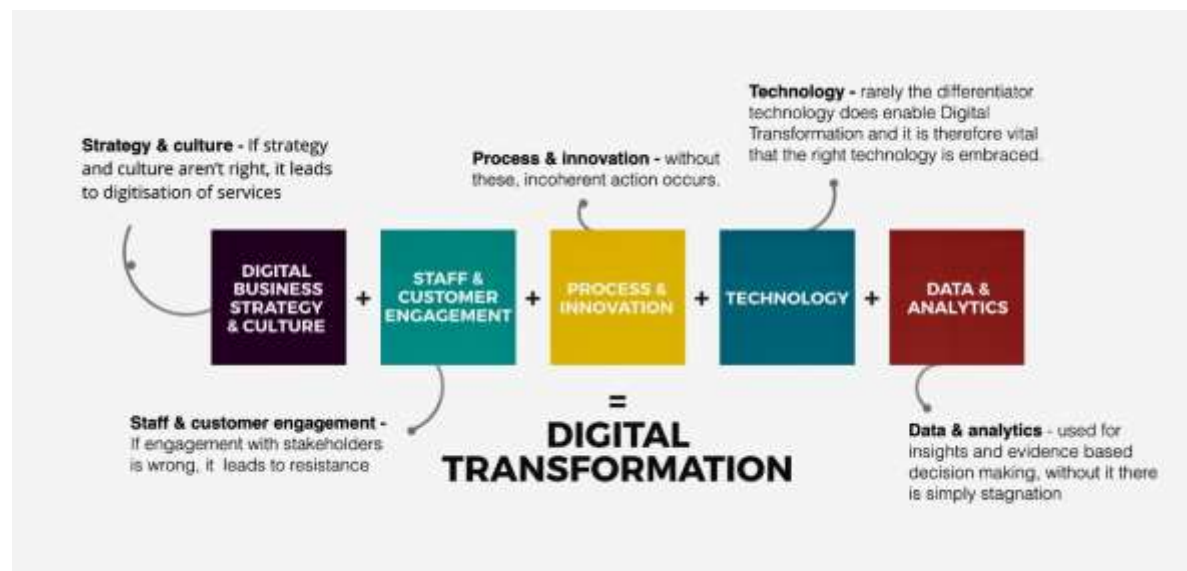 Technology - rarely the differentiator
technology does enable Digital
Transformation and it is therefore vital
that the right technology is embraced.
Strategy & culture - If strategy
and culture aren't right, it leads
to digitisation of services
Process & innovation - without
these, incoherent action occurs.
DIGITAL
BUSINESS
STRATEGY
& CULTURE
+
STAFF &
CUSTOMER
ENGAGEMENT
+
PROCESS &
INNOVATION
+
TECHNOLOGY
+
DATA &
ANALYTICS
Staff & customer engagement -
If engagement with stakeholders
is wrong, it leads to resistance
=
DIGITAL
TRANSFORMATION
Data & analytics - used for
insights and evidence based
decision making, without it there
is simply stagnation